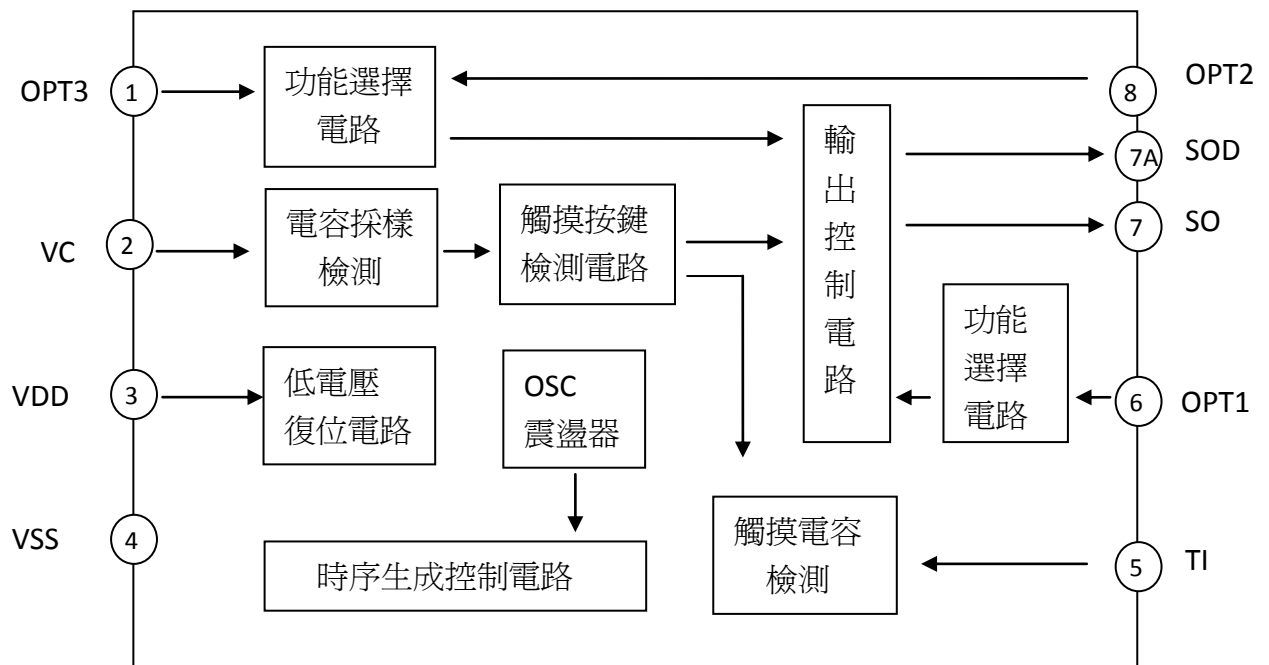 OPT3
1
功能選擇
電路
8
OPT2
輸出控制電路
7A
SOD
VC
2
電容採樣
檢測
觸摸按鍵
檢測電路
7
SO
VDD
3
低電壓
復位電路
OSC
震盪器
功能
選擇
電路
6
OPT1
VSS
4
時序生成控制電路
觸摸電容
檢測
5
TI